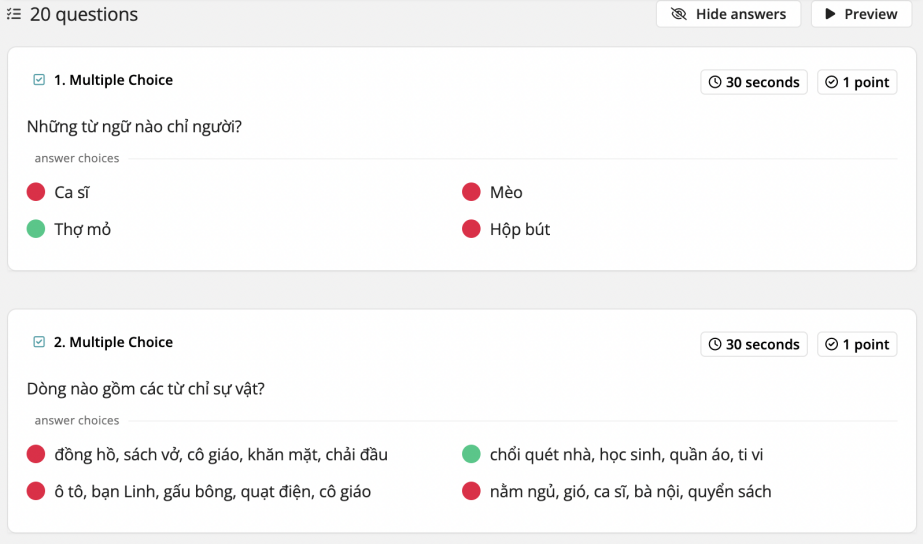 20 questions
Hide answers
Preview
1. Multiple Choice
30 seconds
1 point
Những từ ngữ nào chỉ người?
answer choices
Ca sĩ
Mèo
Thợ mỏ
Hộp bút
2. Multiple Choice
30 seconds
1 point
Dòng nào gồm các từ chỉ sự vật?
answer choices
đồng hồ, sách vở, cô giáo, khăn mặt, chải đầu
chổi quét nhà, học sinh, quần áo, ti vi
ô tô, bạn Linh, gấu bông, quạt điện, cô giáo
nằm ngủ, gió, ca sĩ, bà nội, quyển sách